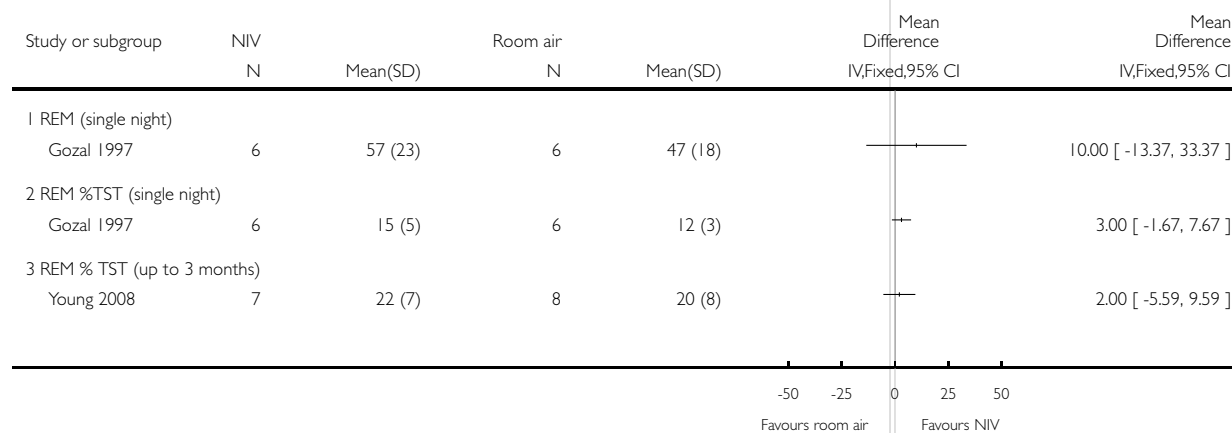 Mean Mean
Study or subgroup NIV Room air Difference Difference
N Mean(SD) N Mean(SD) IV,Fixed,95% CI IV,Fixed,95% CI
1 REM (single night)
Gozal 1997 6 57 (23) 6 47 (18) 10.00 [ -13.37, 33.37 ]
2 REM %TST (single night)
Gozal 1997 6 15 (5) 6 12 (3) 3.00 [ -1.67, 7.67 ]
3 REM % TST (up to 3 months)
Young 2008 7 22 (7) 8 20 (8) 2.00 [ -5.59, 9.59 ]
-50 -25 0 25 50
Favours room air Favours NIV